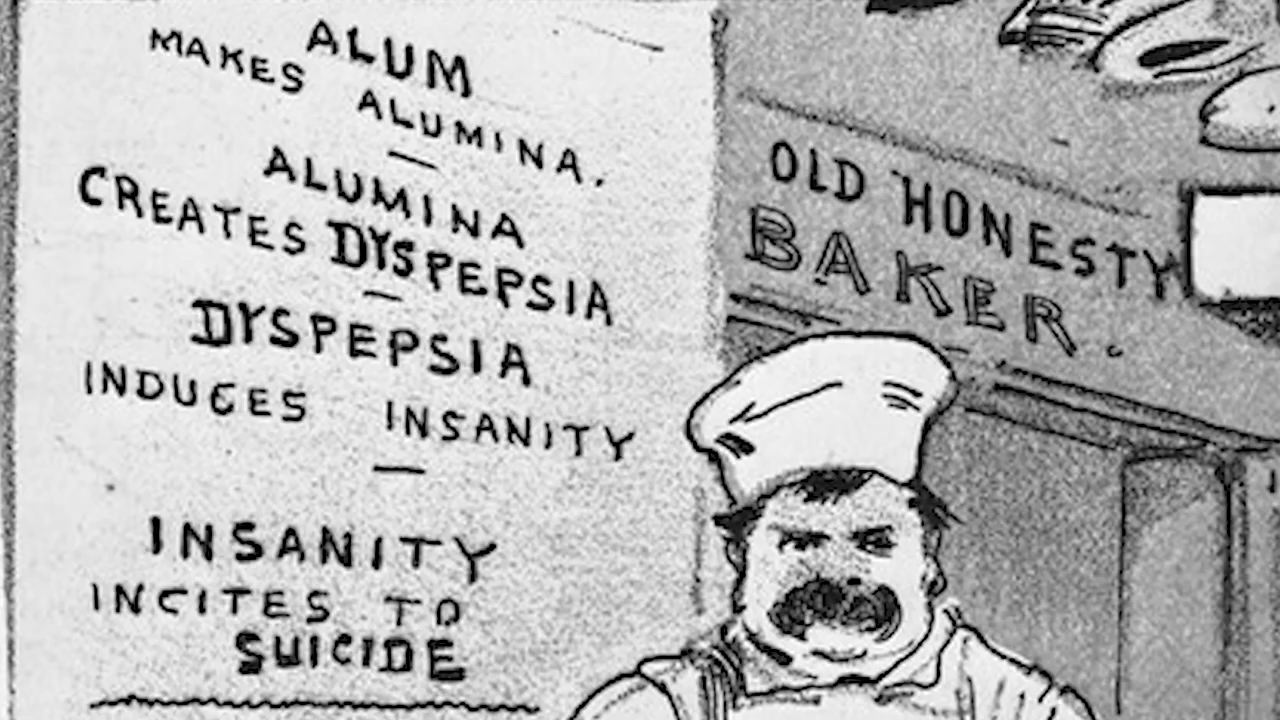 ALUM
MAKES ALUMINA.
—
ALUMINA
CREATES DYSPEPSIA
—
DYSPEPSIA
INDUCES INSANITY
—
INSANITY
INCITES TO
SUICIDE
OLD HONESTY
BAKER.